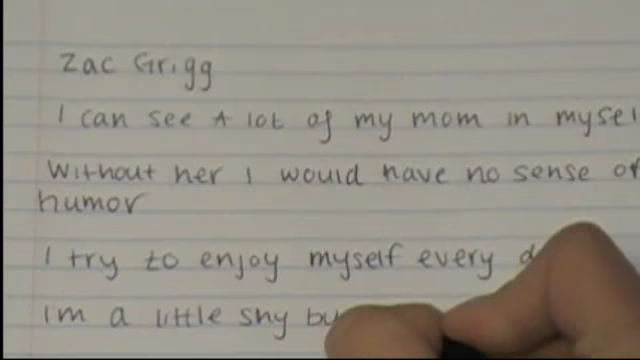 Zac Grigg
I can see A lot of my mom in mysel
Without her I would have no sense of
humor
I try to enjoy myself every d
Im a little shy bu